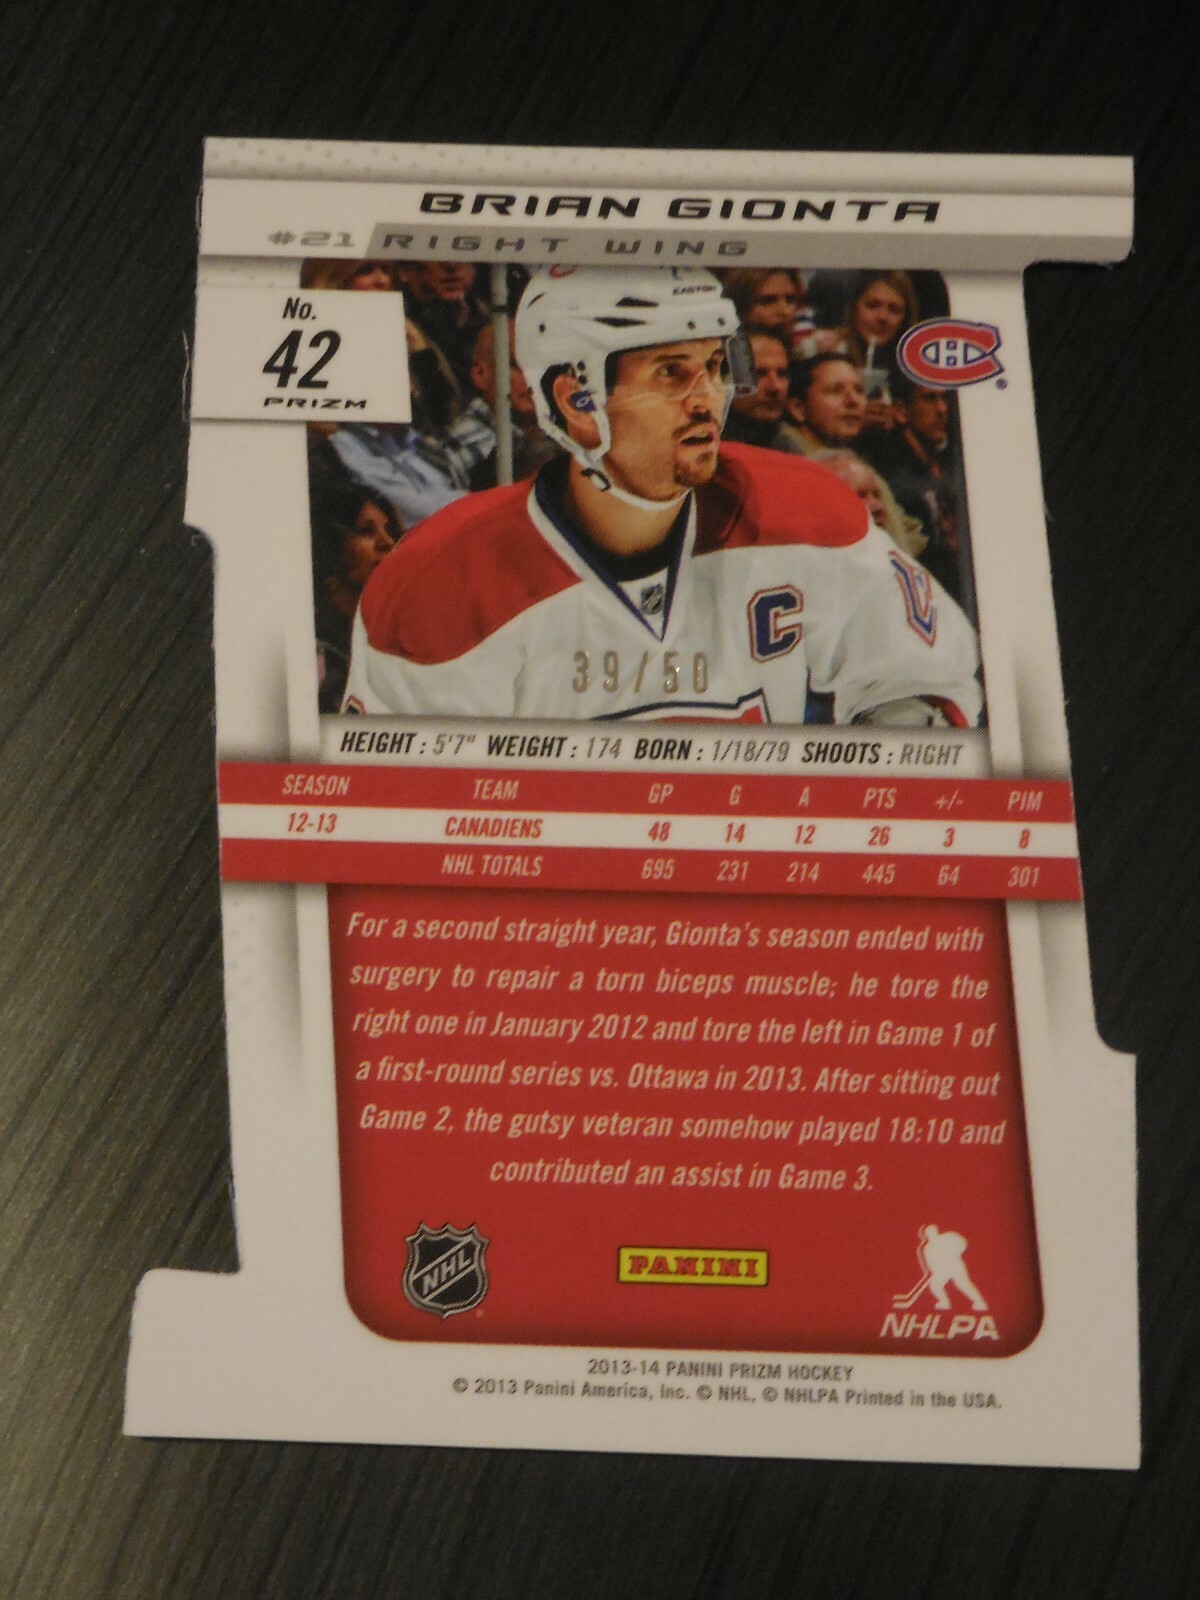 BRIAN GIONTA
#21 RIGHT WING
No.
42
PRIZM
EASTON
C
39/50
HEIGHT : 5'7" WEIGHT : 174 BORN : 1/18/79 SHOOTS : RIGHT
SEASON TEAM GP G A PTS +/- PIM
12-13 CANADIENS 48 14 12 26 3 8
NHL TOTALS 695 231 214 445 64 301
For a second straight year, Gionta's season ended with
surgery to repair a torn biceps muscle; he tore the
right one in January 2012 and tore the left in Game 1 of
a first-round series vs. Ottawa in 2013. After sitting out
Game 2, the gutsy veteran somehow played 18:10 and
contributed an assist in Game 3.
NHL
PANINI
NHLPA
2013-14 PANINI PRIZM HOCKEY
© 2013 Panini America, Inc. © NHL, © NHLPA Printed in the USA.